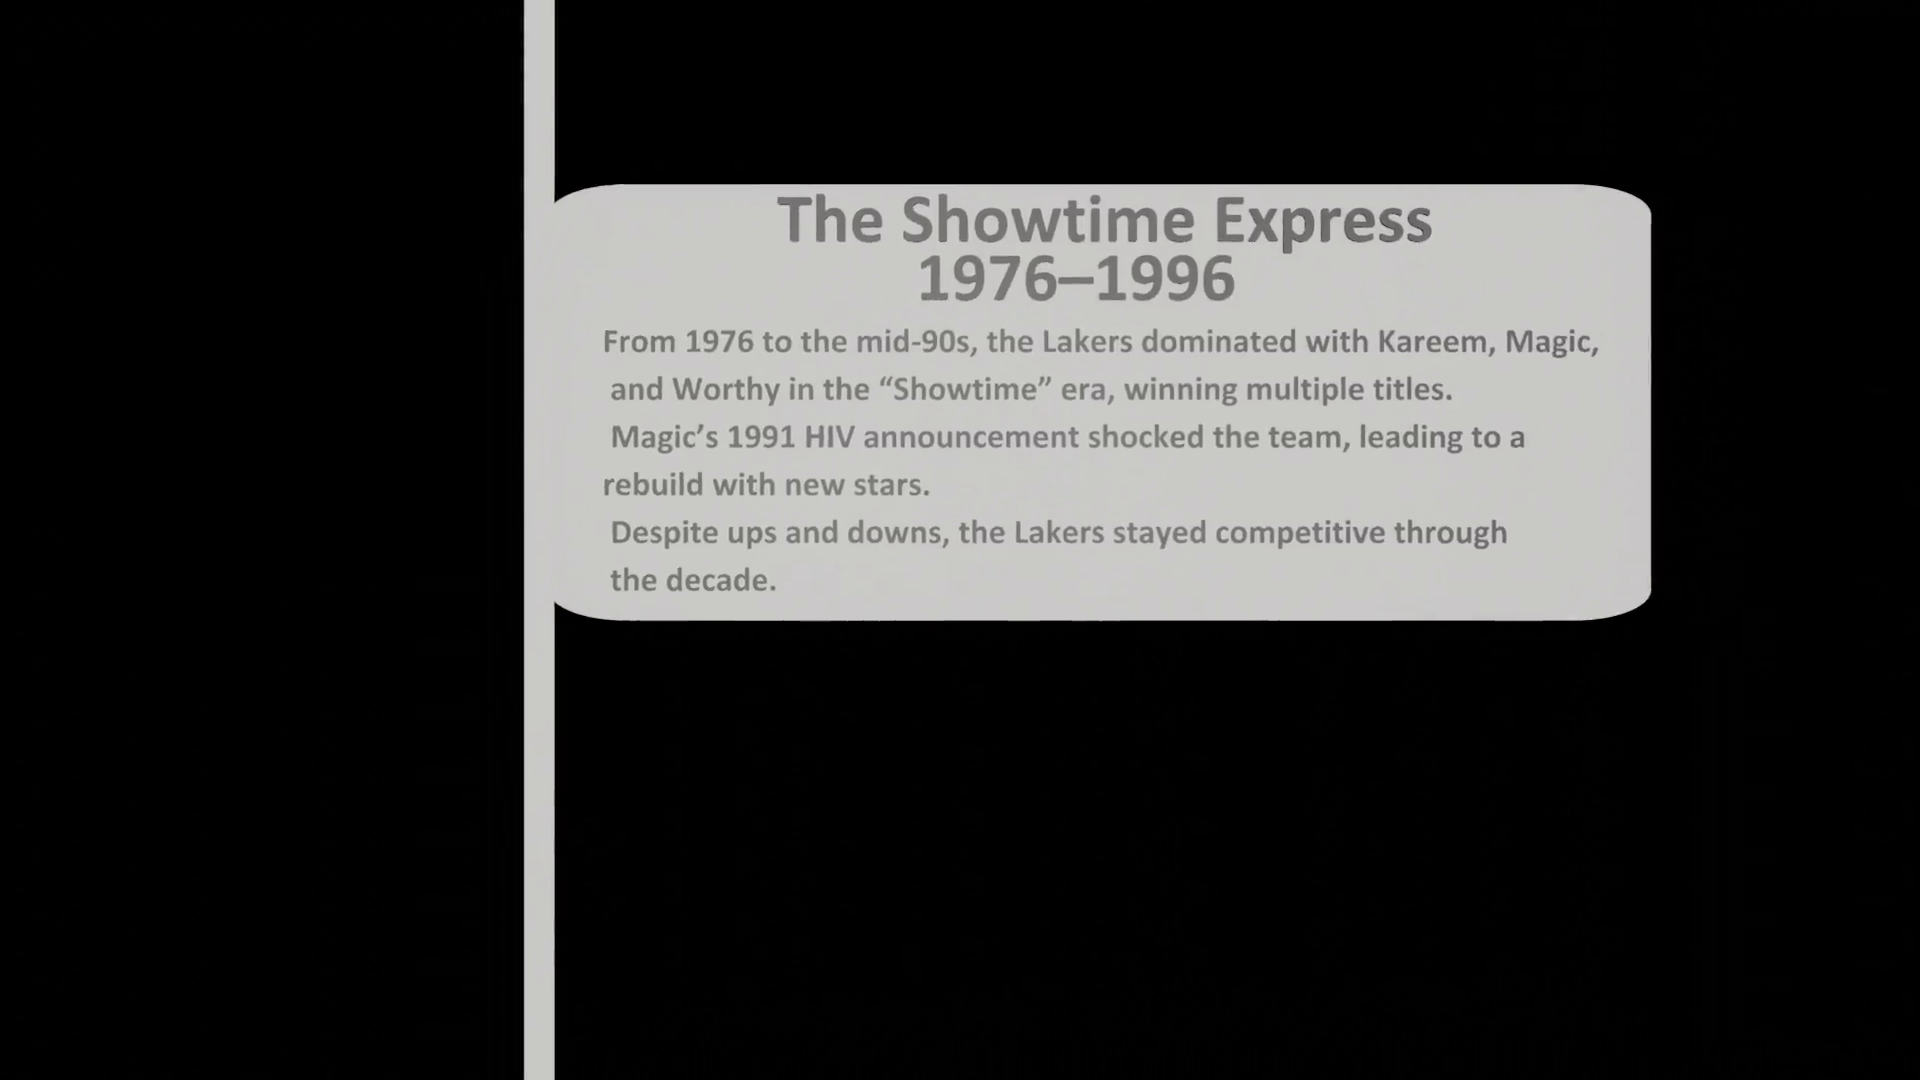 The Showtime Express
1976–1996
From 1976 to the mid-90s, the Lakers dominated with Kareem, Magic,
and Worthy in the “Showtime” era, winning multiple titles.
Magic’s 1991 HIV announcement shocked the team, leading to a
rebuild with new stars.
Despite ups and downs, the Lakers stayed competitive through
the decade.